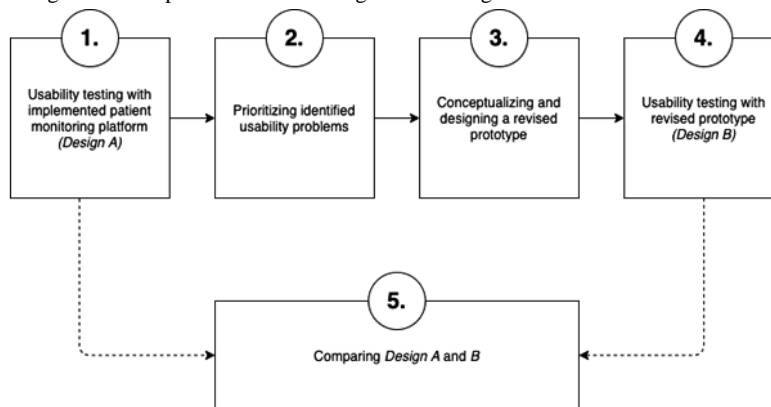 1.
Usability testing with
implemented patient
monitoring platform
(Design A)
2.
Prioritizing identified
usability problems
3.
Conceptualizing and
designing a revised
prototype
4.
Usability testing with
revised prototype
(Design B)
5.
Comparing Design A and B